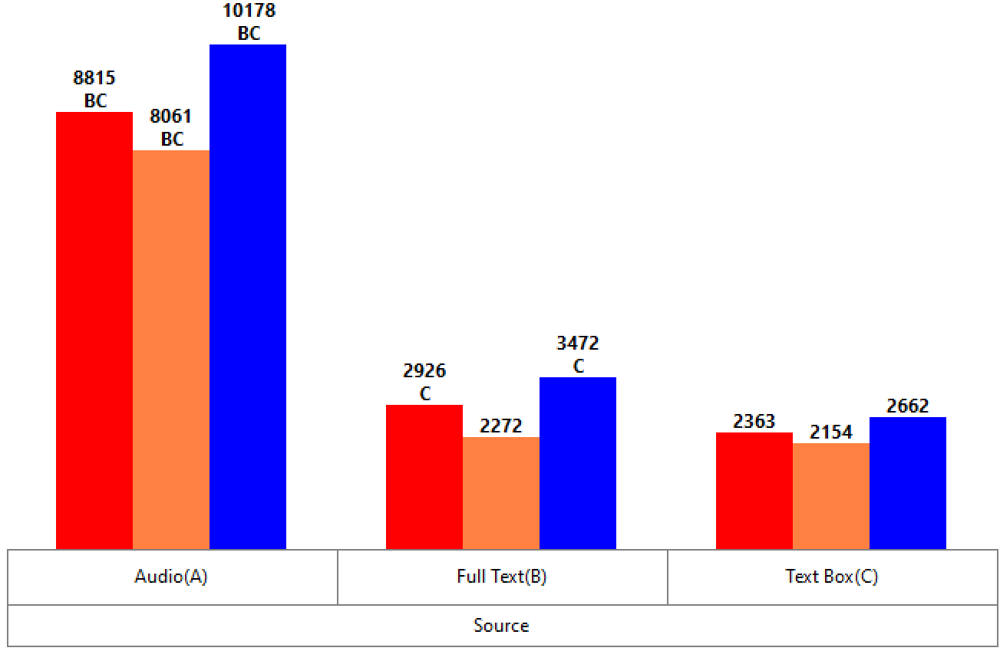 10178
BC
8815
BC
8061
BC
3472
C
2926
C
2272
2662
2363
2154
Audio(A)
Full Text(B)
Text Box(C)
Source